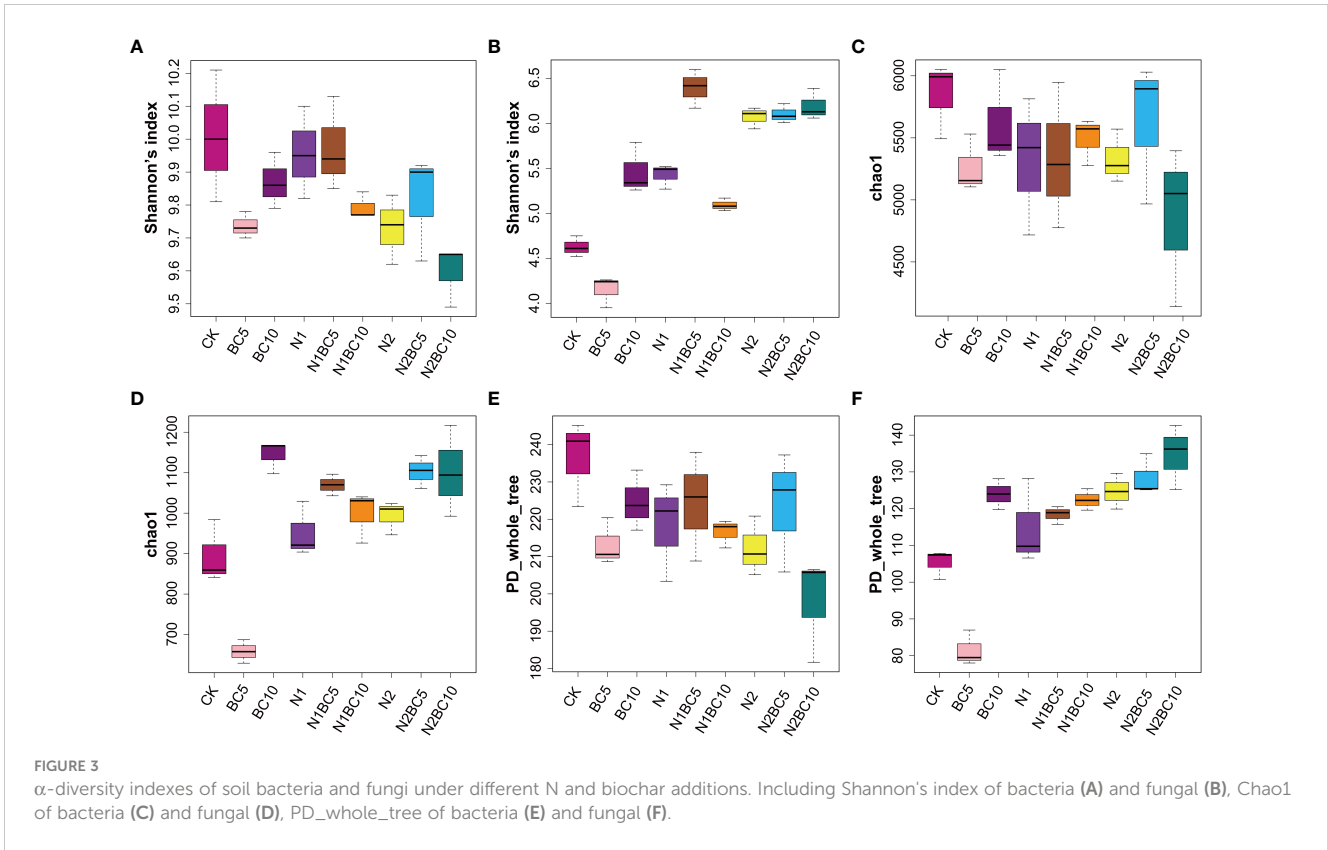 A
Shannon's index
9.5 9.6 9.7 9.8 9.9 10.0 10.1 10.2
CK BC5 BC10 N1 N1BC5 N1BC10 N2 N2BC5 N2BC10
B
Shannon's index
4.0 4.5 5.0 5.5 6.0 6.5
CK BC5 BC10 N1 N1BC5 N1BC10 N2 N2BC5 N2BC10
C
chao1
4500 5000 5500 6000
CK BC5 BC10 N1 N1BC5 N1BC10 N2 N2BC5 N2BC10
D
chao1
700 800 900 1000 1100 1200
CK BC5 BC10 N1 N1BC5 N1BC10 N2 N2BC5 N2BC10
E
PD_whole_tree
180 190 200 210 220 230 240
CK BC5 BC10 N1 N1BC5 N1BC10 N2 N2BC5 N2BC10
F
PD_whole_tree
80 90 100 110 120 130 140
CK BC5 BC10 N1 N1BC5 N1BC10 N2 N2BC5 N2BC10
FIGURE 3
α-diversity indexes of soil bacteria and fungi under different N and biochar additions. Including Shannon's index of bacteria (A) and fungal (B), Chao1
of bacteria (C) and fungal (D), PD_whole_tree of bacteria (E) and fungal (F).